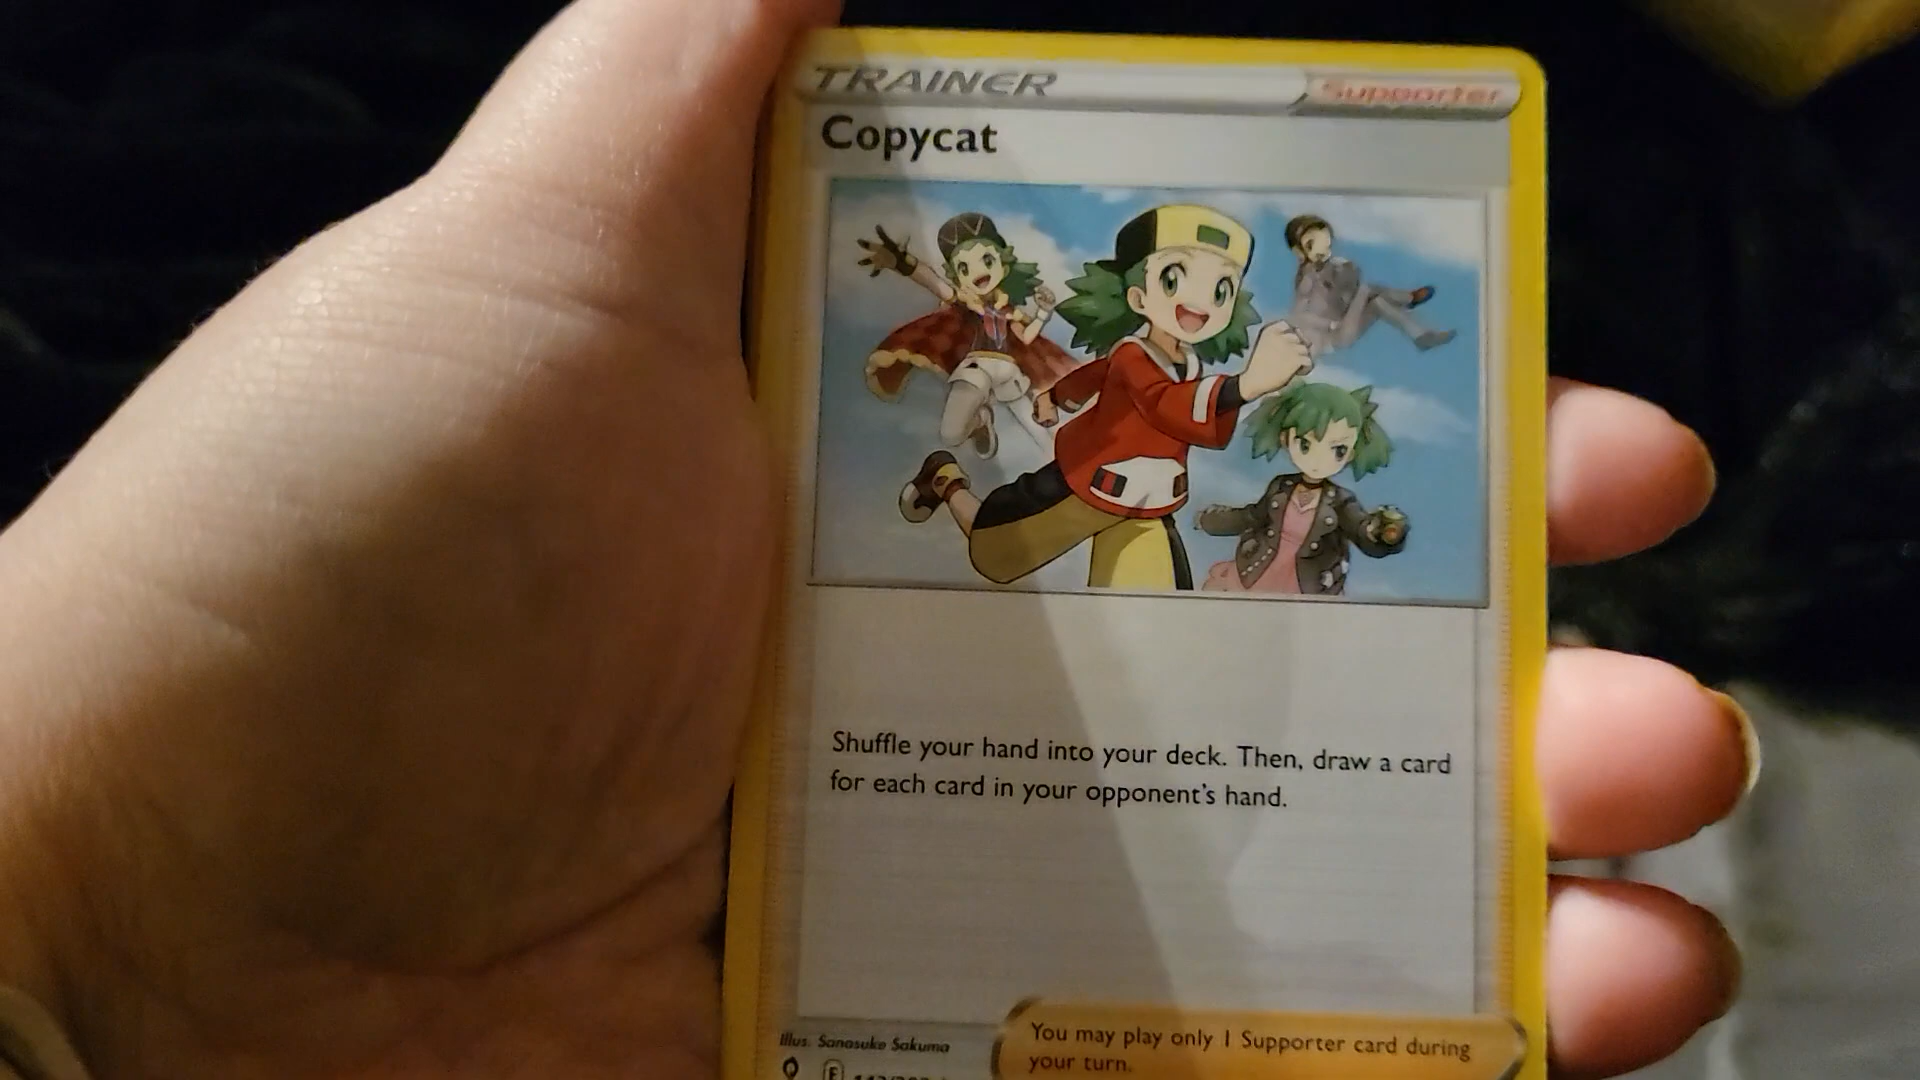 TRAINER Supporter
Copycat
Shuffle your hand into your deck. Then, draw a card
for each card in your opponent's hand.
Illus. Sanosuke Sakuma
You may play only 1 Supporter card during
your turn.
E